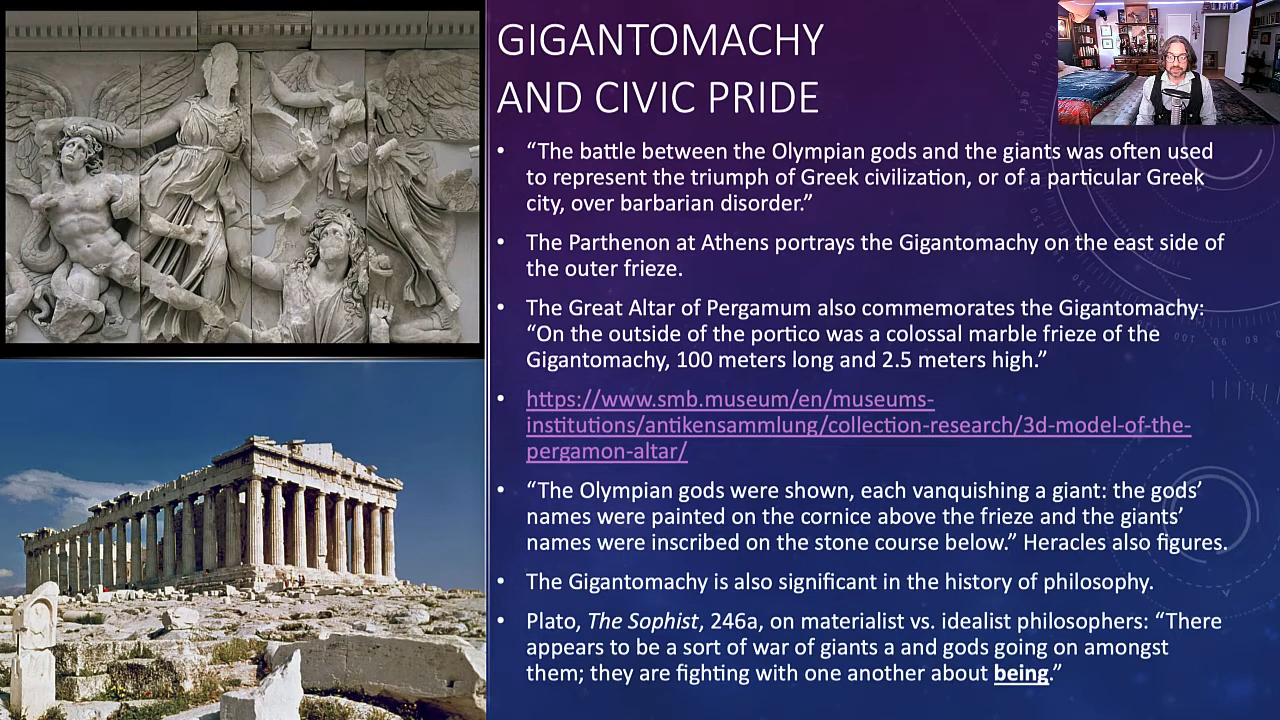 GIGANTOMACHY
AND CIVIC PRIDE
• “The battle between the Olympian gods and the giants was often used
to represent the triumph of Greek civilization, or of a particular Greek
city, over barbarian disorder.”
• The Parthenon at Athens portrays the Gigantomachy on the east side of
the outer frieze.
• The Great Altar of Pergamum also commemorates the Gigantomachy:
“On the outside of the portico was a colossal marble frieze of the
Gigantomachy, 100 meters long and 2.5 meters high.”
• https://www.smb.museum/en/museums-
institutions/antikensammlung/collection-research/3d-model-of-the-
pergamon-altar/
• “The Olympian gods were shown, each vanquishing a giant: the gods’
names were painted on the cornice above the frieze and the giants’
names were inscribed on the stone course below.” Heracles also figures.
• The Gigantomachy is also significant in the history of philosophy.
• Plato, The Sophist, 246a, on materialist vs. idealist philosophers: “There
appears to be a sort of war of giants a and gods going on amongst
them; they are fighting with one another about being.”